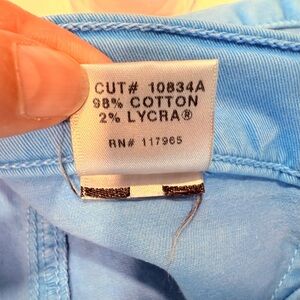 CUT# 10834A
98% COTTON
2% LYCRA®
RN# 117965